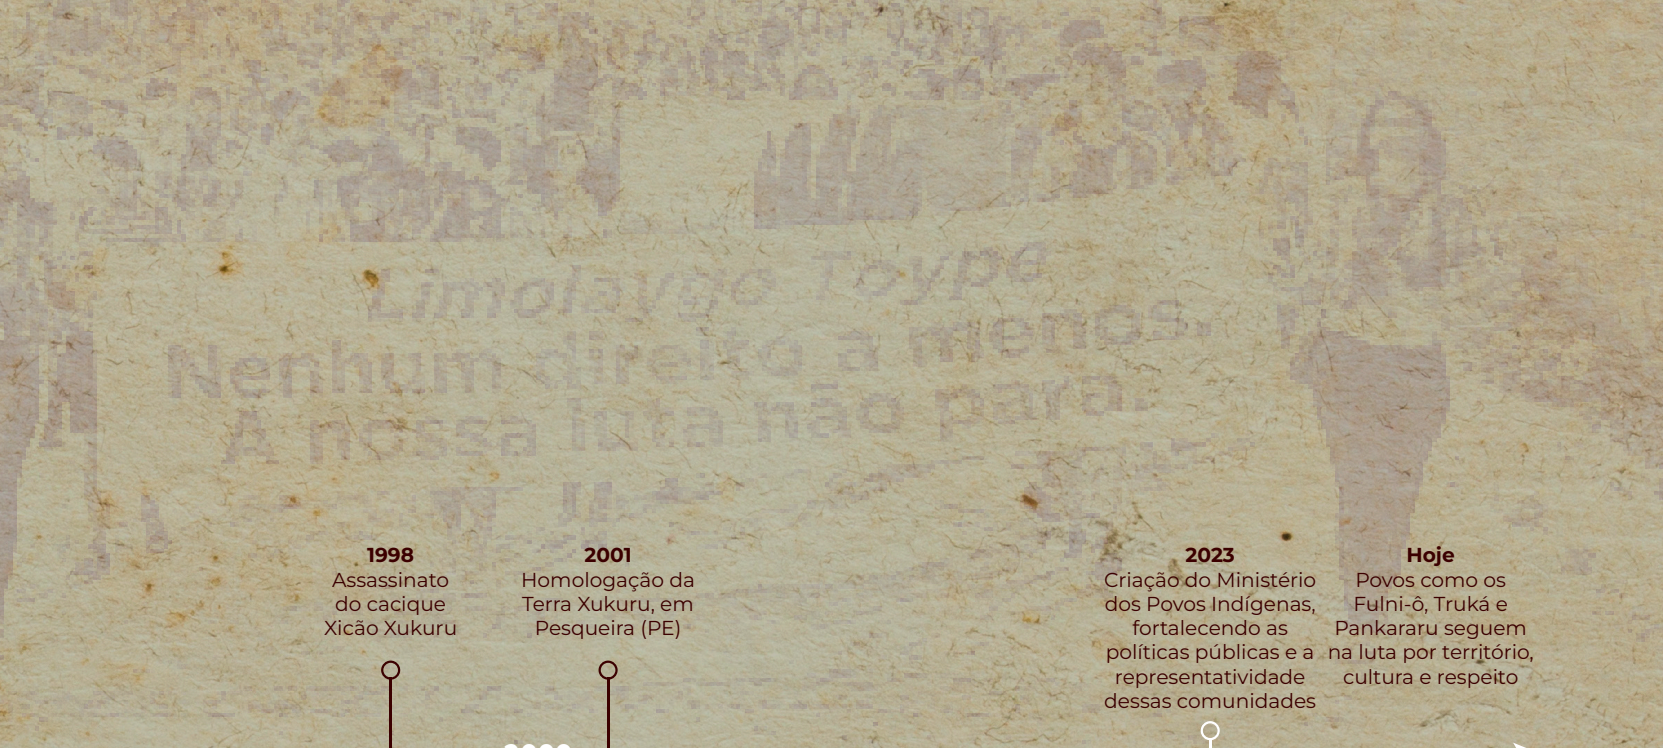 Limolaygo Toype
Nenhum direito a menos.
A nossa luta não para.
1998
Assassinato
do cacique
Xicão Xukuru
2001
Homologação da
Terra Xukuru, em
Pesqueira (PE)
2023
Criação do Ministério
dos Povos Indígenas,
fortalecendo as
políticas públicas e a
representatividade
dessas comunidades
Hoje
Povos como os
Fulni-ô, Truká e
Pankararu seguem
na luta por território,
cultura e respeito